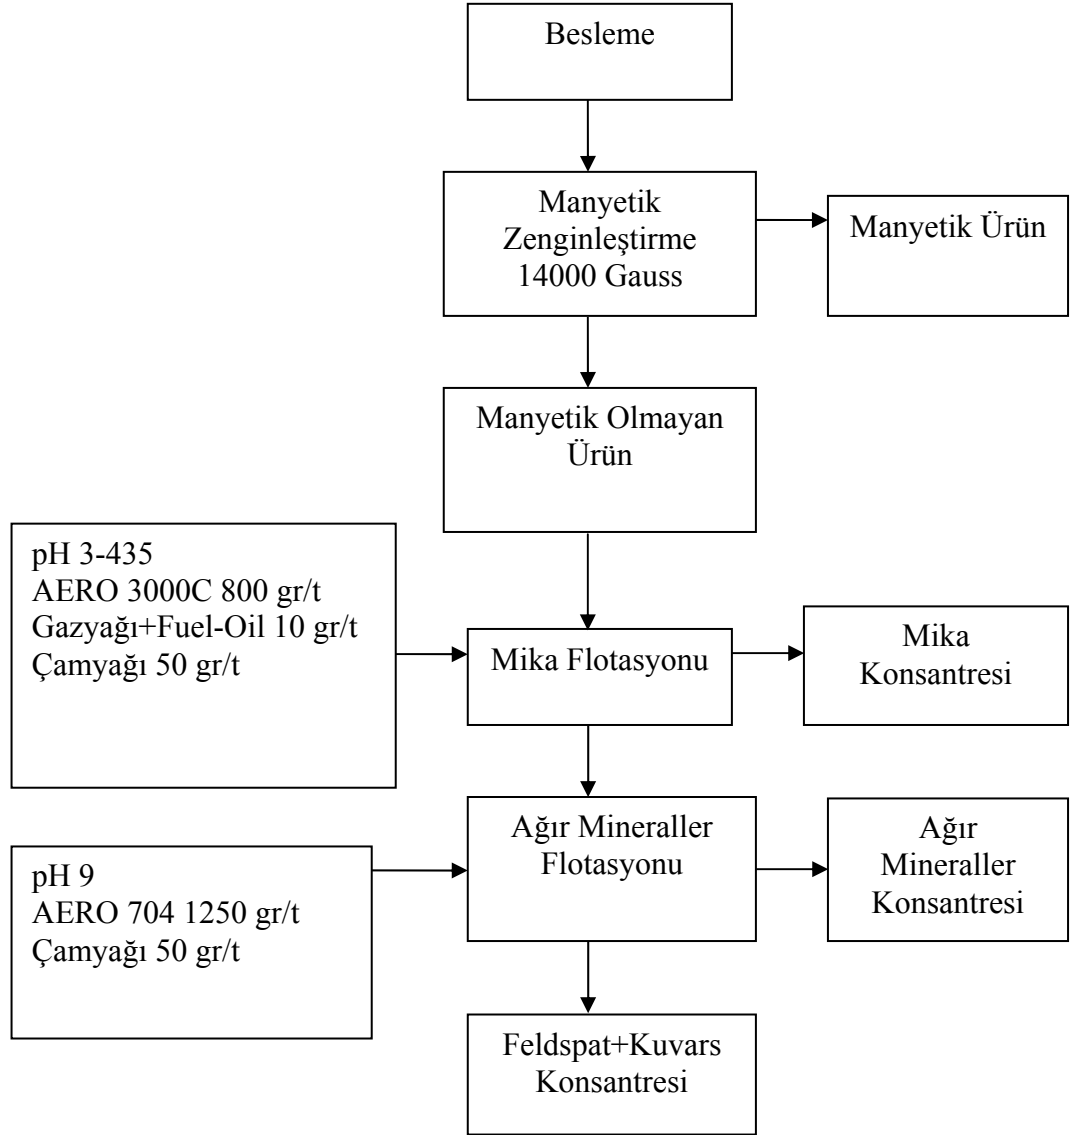 Besleme
Manyetik
Zenginleştirme
14000 Gauss
Manyetik Ürün
Manyetik Olmayan
Ürün
pH 3-435
AERO 3000C 800 gr/t
Gazyağı+Fuel-Oil 10 gr/t
Çamyağı 50 gr/t
Mika Flotasyonu
Mika
Konsantresi
Ağır Mineraller
Flotasyonu
Ağır
Mineraller
Konsantresi
pH 9
AERO 704 1250 gr/t
Çamyağı 50 gr/t
Feldspat+Kuvars
Konsantresi